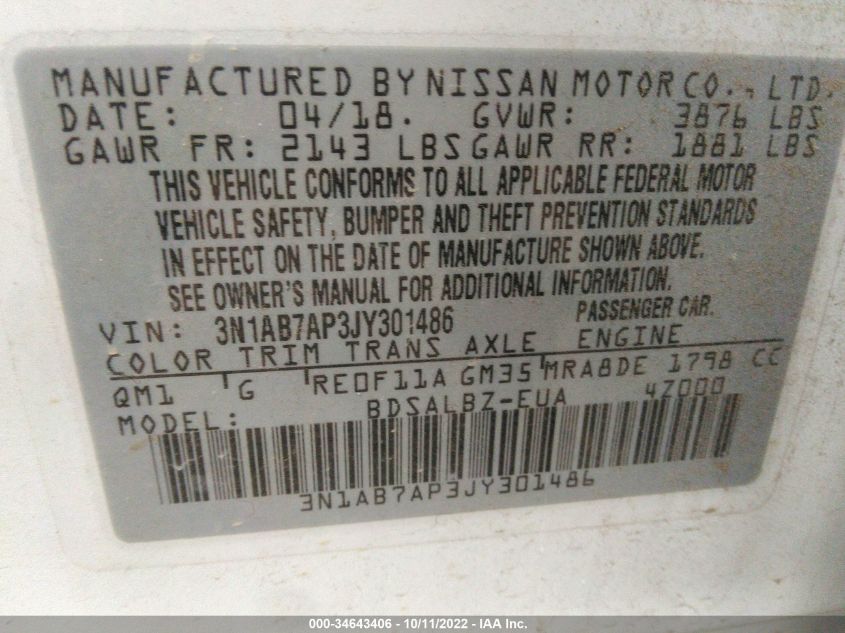 MANUFACTURED BY NISSAN MOTOR CO., LTD.
DATE: 04/18. GVWR: 3876 LBS
GAWR FR: 2143 LBS GAWR RR: 1881 LBS
THIS VEHICLE CONFORMS TO ALL APPLICABLE FEDERAL MOTOR
VEHICLE SAFETY, BUMPER AND THEFT PREVENTION STANDARDS
IN EFFECT ON THE DATE OF MANUFACTURE SHOWN ABOVE.
SEE OWNER'S MANUAL FOR ADDITIONAL INFORMATION.
VIN: 3N1AB7AP3JY301486 PASSENGER CAR.
COLOR TRIM TRANS AXLE ENGINE
QM1 G RE0F11A GM35 MRA8DE 1798 CC
MODEL: BDSALBZ-EUA 4Z000
3N1AB7AP3JY301486
000-34643406 - 10/11/2022 - IAA Inc.